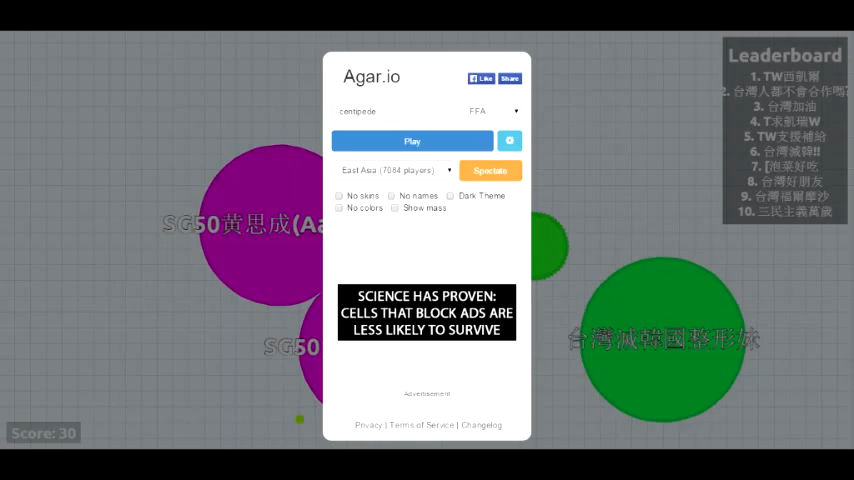 Agar.io
Like Share
centipede
FFA
Play
East Asia (7084 players)
Spectate
No skins No names Dark Theme
No colors Show mass
SCIENCE HAS PROVEN:
CELLS THAT BLOCK ADS ARE
LESS LIKELY TO SURVIVE
Advertisement
Privacy | Terms of Service | Changelog
SG50黄思成(Aa
SG50
台灣滅韓國整形妹
Score: 30
Leaderboard
1. TW西凱爾
2. 台灣人都不會合作嗎?
3. 台灣加油
4. T求凱瑞W
5. TW支援補給
6. 台灣滅韓!!
7. [泡菜好吃
8. 台灣好朋友
9. 台灣福爾摩沙
10. 三民主義萬歲